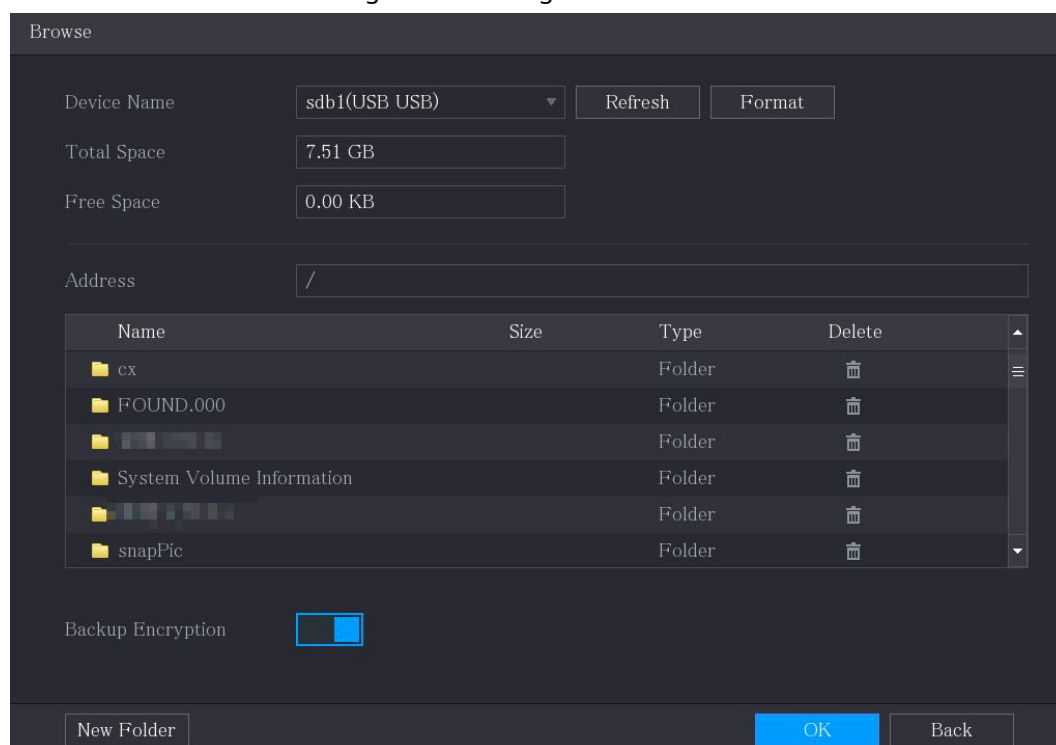 Browse
Device Name sdb1(USB USB) Refresh Format
Total Space 7.51 GB
Free Space 0.00 KB
Address /
Name Size Type Delete
cx Folder
FOUND.000 Folder
Folder
System Volume Information Folder
Folder
snapPic Folder
Backup Encryption
New Folder OK Back